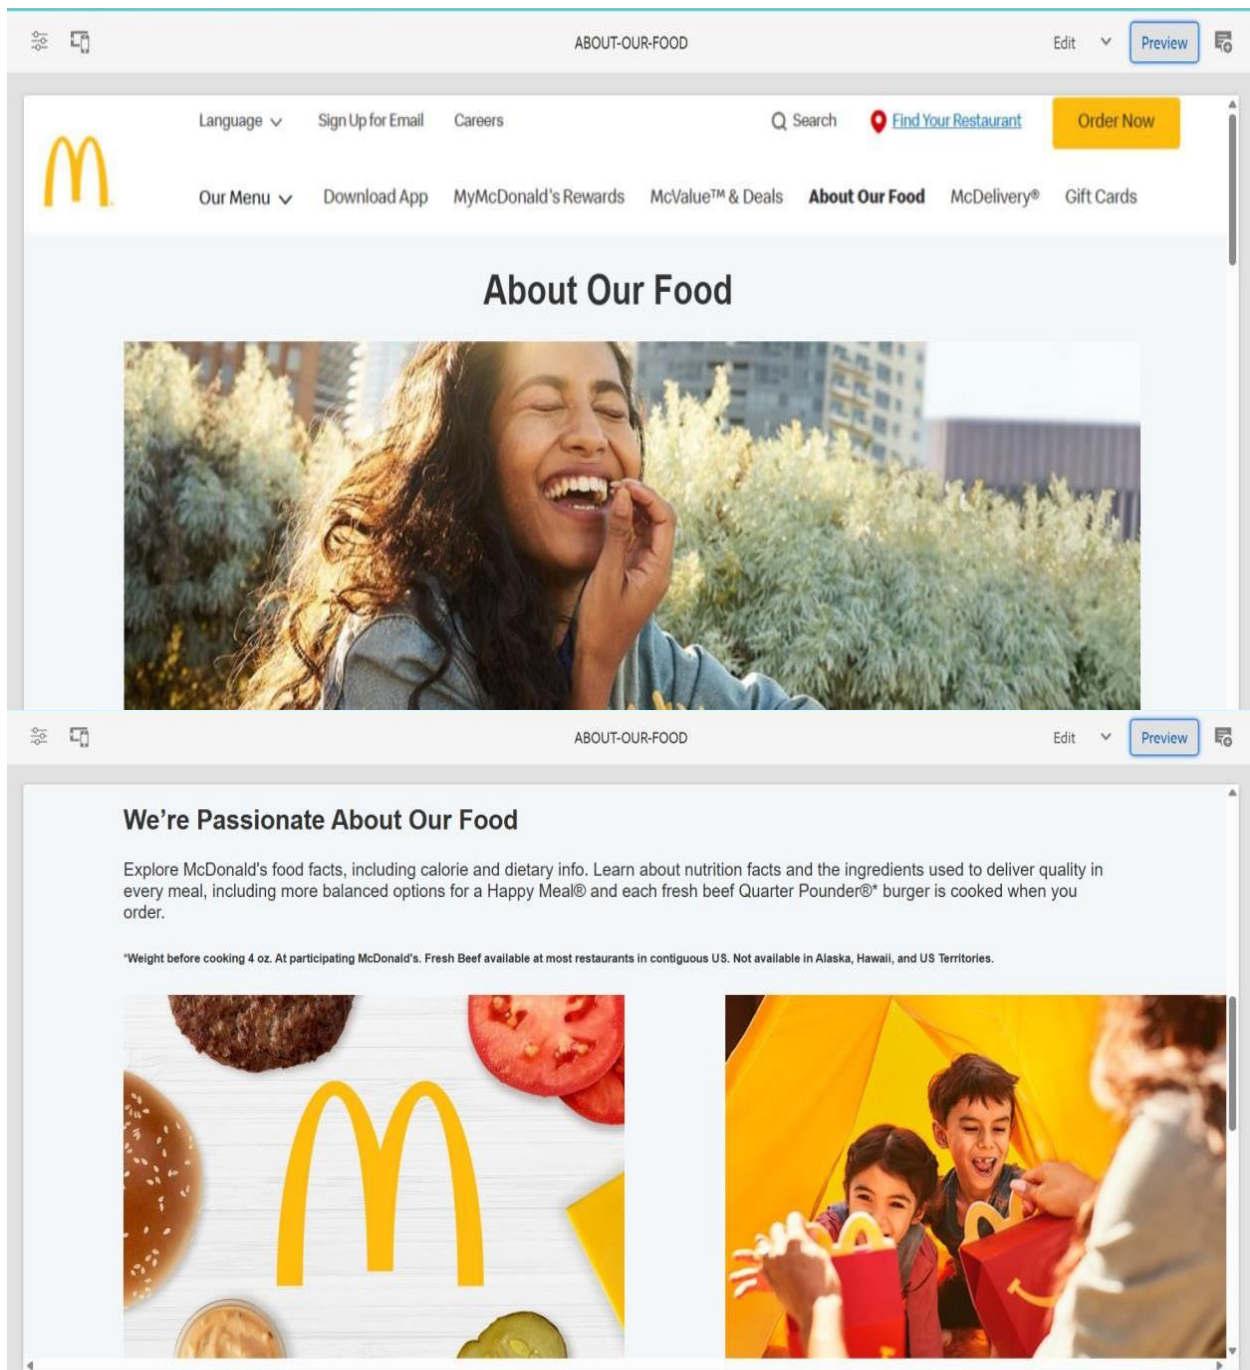 ABOUT-OUR-FOOD Edit Preview
Language Sign Up for Email Careers Search Find Your Restaurant Order Now
Our Menu Download App MyMcDonald's Rewards McValue™ & Deals About Our Food McDelivery® Gift Cards
About Our Food
ABOUT-OUR-FOOD Edit Preview
We're Passionate About Our Food
Explore McDonald's food facts, including calorie and dietary info. Learn about nutrition facts and the ingredients used to deliver quality in
every meal, including more balanced options for a Happy Meal® and each fresh beef Quarter Pounder®* burger is cooked when you
order.
*Weight before cooking 4 oz. At participating McDonald's. Fresh Beef available at most restaurants in contiguous US. Not available in Alaska, Hawaii, and US Territories.